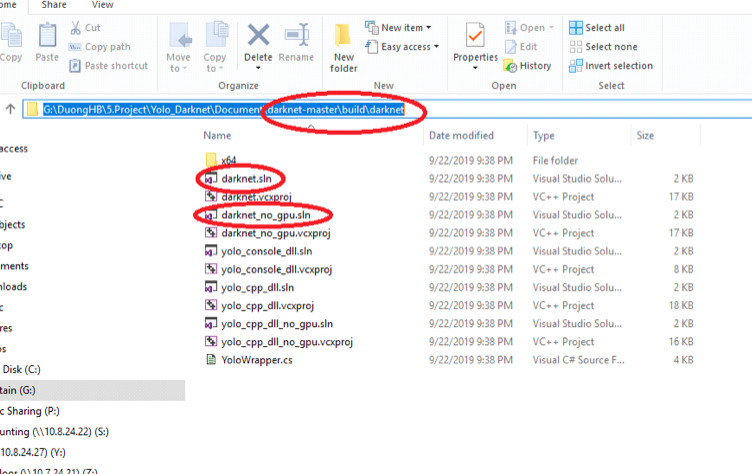 ome Share View
Copy
Paste
Cut
Copy path
Paste shortcut
Move to
Copy to
Delete
Rename
New folder
New item
Easy access
Properties
Open
Edit
History
Select all
Select none
Invert selection
Clipboard Organize New Open Select
G:\DuongHB\5.Project\Yolo_Darknet\Document\darknet-master\build\darknet
Name Date modified Type Size
x64 9/22/2019 9:38 PM File folder
darknet.sln 9/22/2019 9:38 PM Visual Studio Solu... 2 KB
darknet.vcxproj 9/22/2019 9:38 PM VC++ Project 17 KB
darknet_no_gpu.sln 9/22/2019 9:38 PM Visual Studio Solu... 2 KB
darknet_no_gpu.vcxproj 9/22/2019 9:38 PM VC++ Project 17 KB
yolo_console_dll.sln 9/22/2019 9:38 PM Visual Studio Solu... 2 KB
yolo_console_dll.vcxproj 9/22/2019 9:38 PM VC++ Project 8 KB
yolo_cpp_dll.sln 9/22/2019 9:38 PM Visual Studio Solu... 2 KB
yolo_cpp_dll.vcxproj 9/22/2019 9:38 PM VC++ Project 18 KB
yolo_cpp_dll_no_gpu.sln 9/22/2019 9:38 PM Visual Studio Solu... 2 KB
yolo_cpp_dll_no_gpu.vcxproj 9/22/2019 9:38 PM VC++ Project 16 KB
YoloWrapper.cs 9/22/2019 9:38 PM Visual C# Source F... 4 KB
access
ive
C
bjects
top
ments
nloads
ic
res
os
Disk (C:)
tain (G:)
c Sharing (P:)
unting (\\10.8.24.22) (S:)
10.8.24.27) (Y:)
loor (\\10.7.24.21) (Z:)